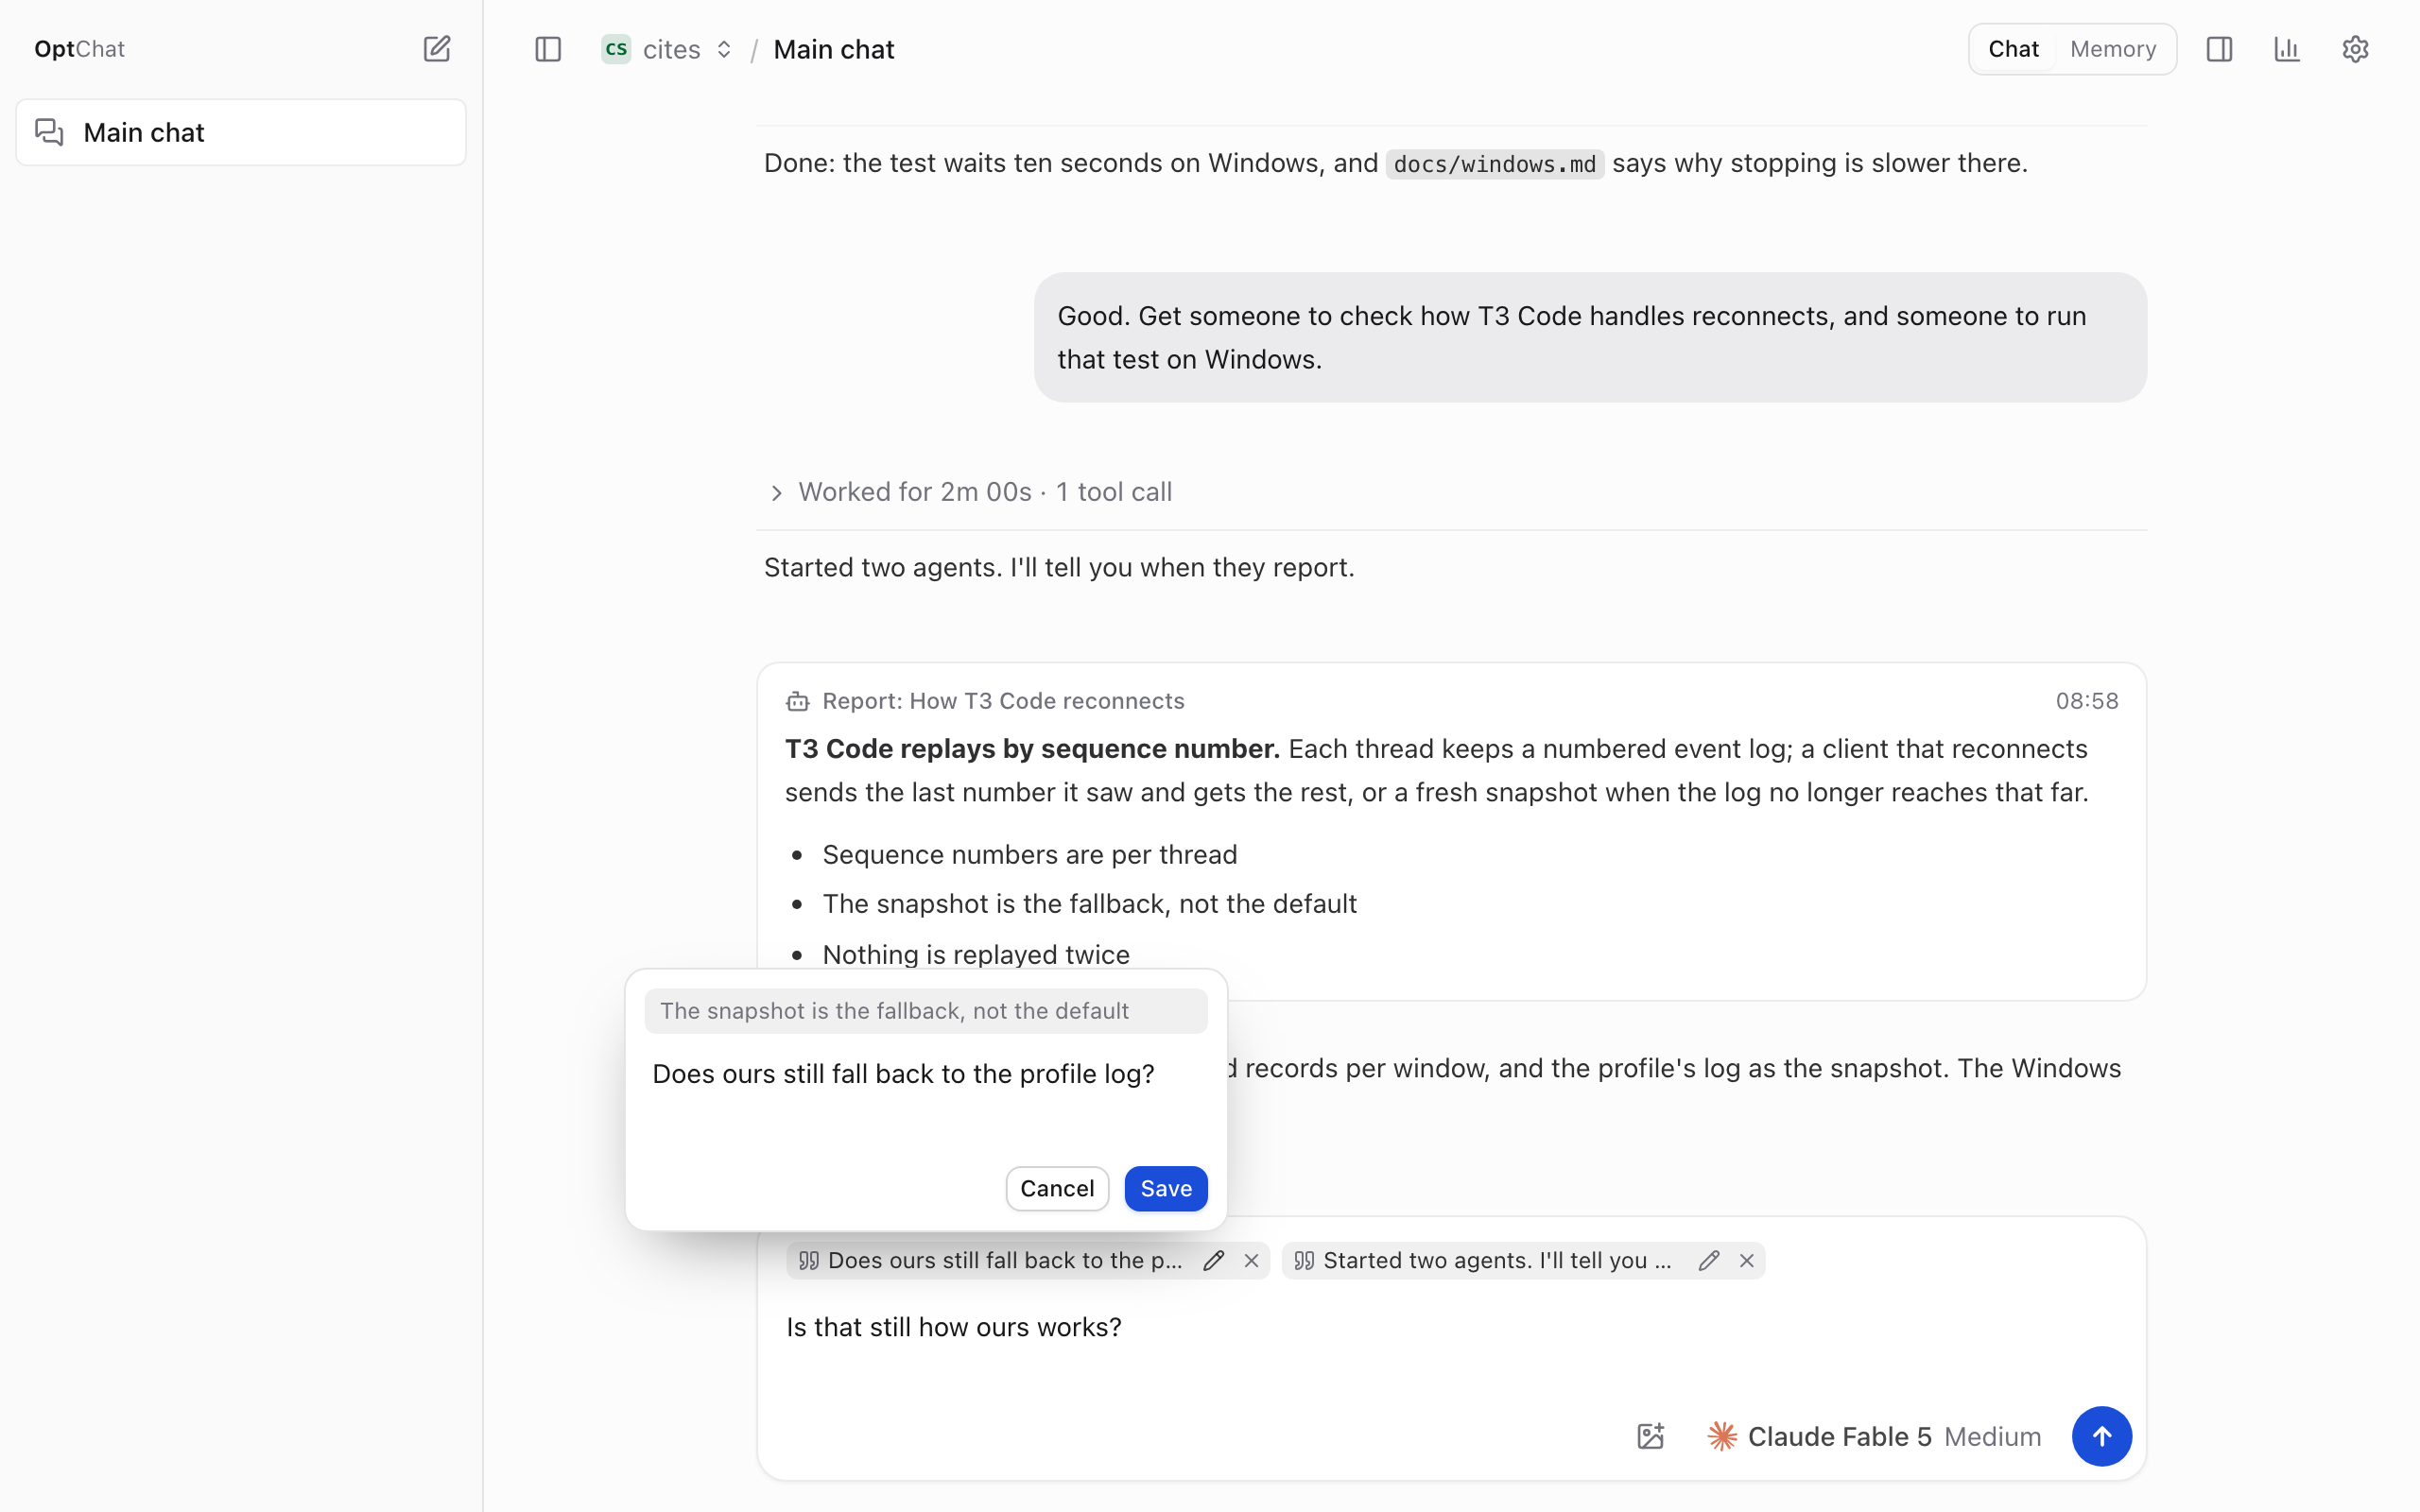 OptChat
CS cites / Main chat
Chat Memory
Main chat
Done: the test waits ten seconds on Windows, and docs/windows.md says why stopping is slower there.
Good. Get someone to check how T3 Code handles reconnects, and someone to run
that test on Windows.
Worked for 2m 00s · 1 tool call
Started two agents. I'll tell you when they report.
Report: How T3 Code reconnects 08:58
T3 Code replays by sequence number. Each thread keeps a numbered event log; a client that reconnects
sends the last number it saw and gets the rest, or a fresh snapshot when the log no longer reaches that far.
• Sequence numbers are per thread
• The snapshot is the fallback, not the default
• Nothing is replayed twice
The snapshot is the fallback, not the default
Does ours still fall back to the profile log?
records per window, and the profile's log as the snapshot. The Windows
Cancel Save
Does ours still fall back to the p...
Started two agents. I'll tell you ...
Is that still how ours works?
Claude Fable 5 Medium